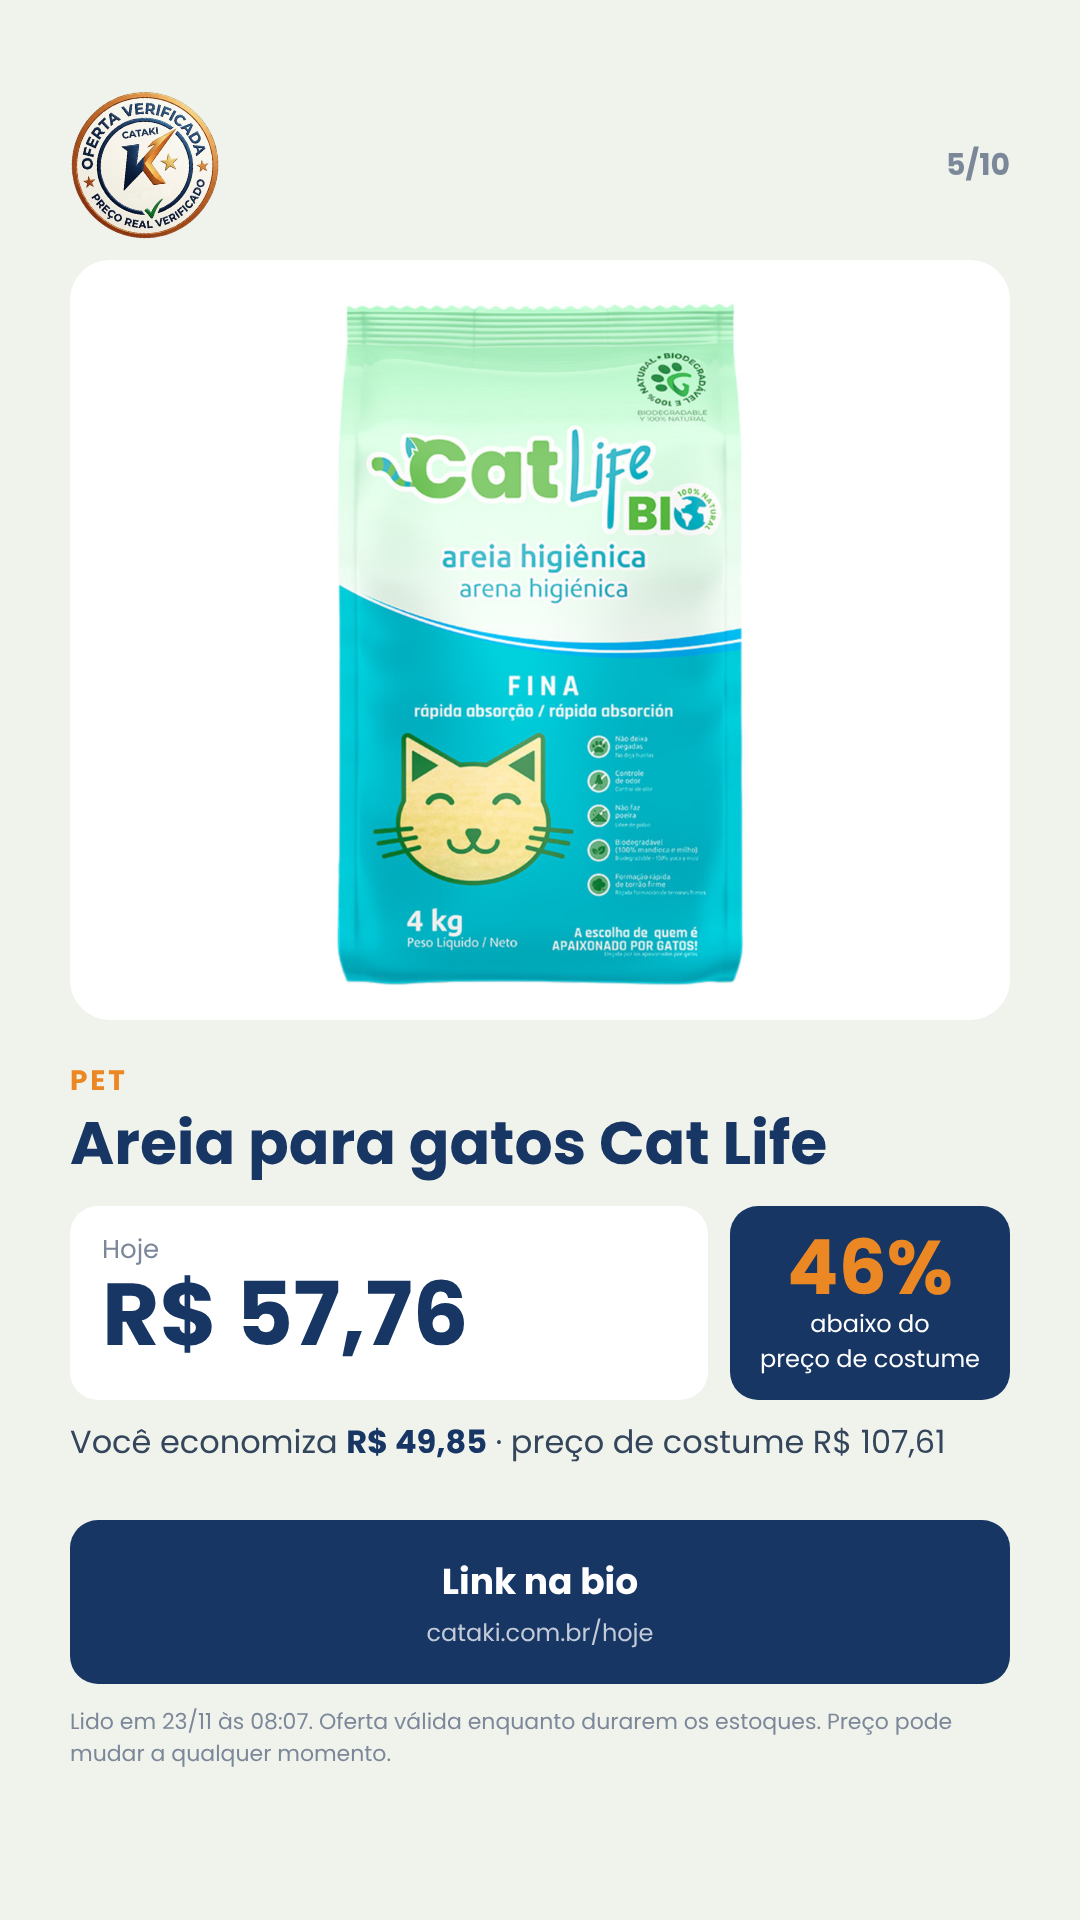 OFERTA VERIFICADA
CATAKI
PREÇO REAL VERIFICADO
5/10
100% NATURAL • BIODEGRADÁVEL E
BIODEGRADABLE
Y 100% NATURAL
Cat Life
BIO
100% NATURAL
areia higiênica
arena higiénica
FINA
rápida absorção / rápida absorción
Não deixa
pegadas
Controle
de odor
Control de olor
Não faz
poeira
Biodegradável
(100% mandioca e milho)
Formação rápida
de torrão firme
4 kg
Peso Líquido / Neto
A escolha de quem é
APAIXONADO POR GATOS!
PET
Areia para gatos Cat Life
Hoje
R$ 57,76
46%
abaixo do
preço de costume
Você economiza R$ 49,85 · preço de costume R$ 107,61
Link na bio
cataki.com.br/hoje
Lido em 23/11 às 08:07. Oferta válida enquanto durarem os estoques. Preço pode
mudar a qualquer momento.